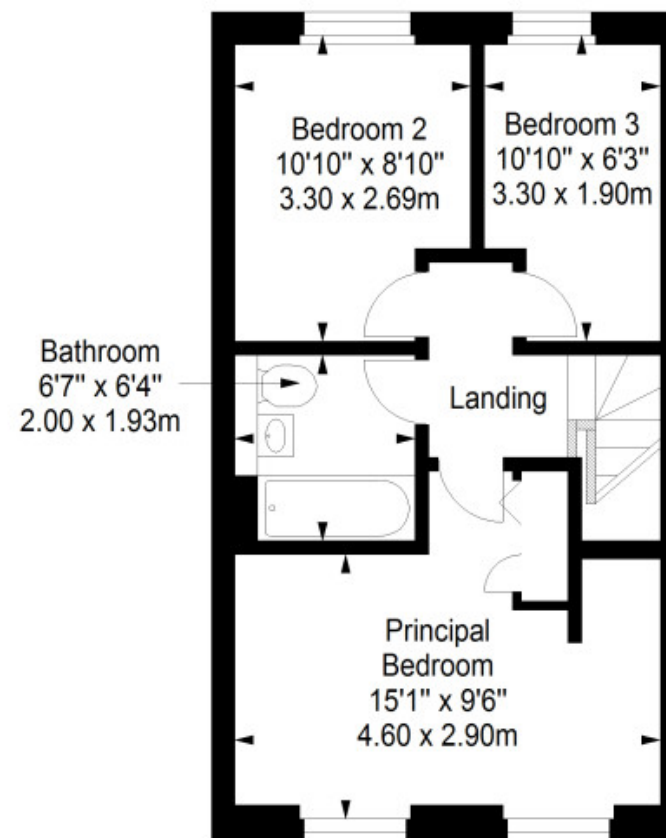 Bedroom 2
10'10" x 8'10"
3.30 x 2.69m
Bedroom 3
10'10" x 6'3"
3.30 x 1.90m
Bathroom
6'7" x 6'4"
2.00 x 1.93m
Landing
Principal
Bedroom
15'1" x 9'6"
4.60 x 2.90m